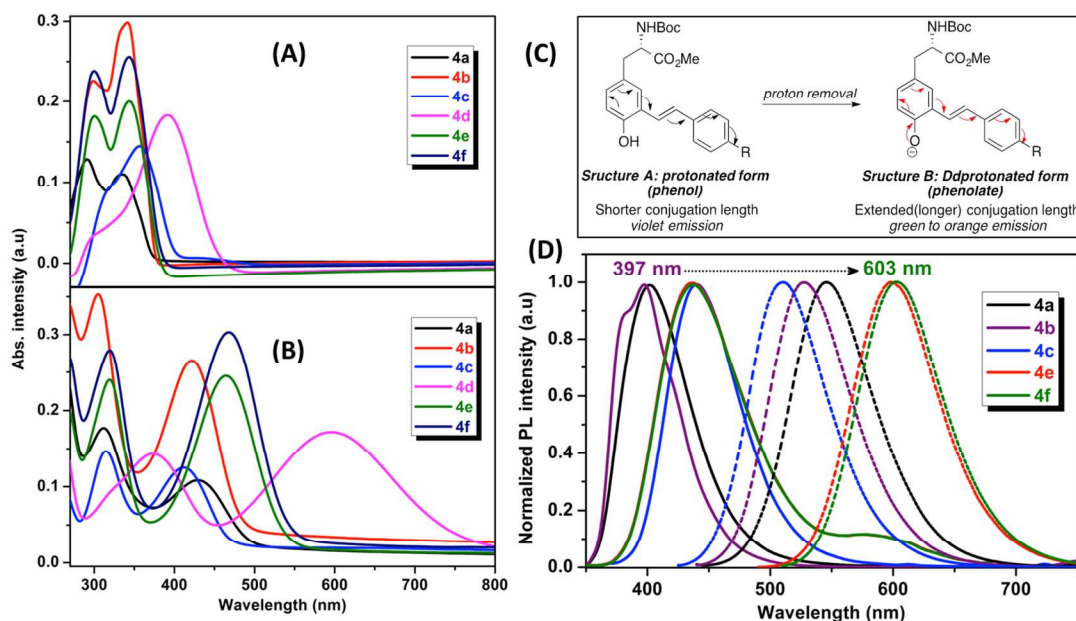 (A)
0.3
0.2
0.1
0.0
4a
4b
4c
4d
4e
4f
Abs. intensity (a.u)
(B)
0.3
0.2
0.1
0.0
4a
4b
4c
4d
4e
4f
300 400 500 600 700 800
Wavelength (nm)
(C)
NHBoc
CO2Me
OH
R
proton removal
NHBoc
CO2Me
O
⊖
R
Sructure A: protonated form
(phenol)
Shorter conjugation length
violet emission
Sructure B: Ddprotonated form
(phenolate)
Extended(longer) conjugation length
green to orange emission
(D)
397 nm 603 nm
1.0
0.8
0.6
0.4
0.2
0.0
Normalized PL intensity (a.u)
4a
4b
4c
4e
4f
400 500 600 700
Wavelength (nm)